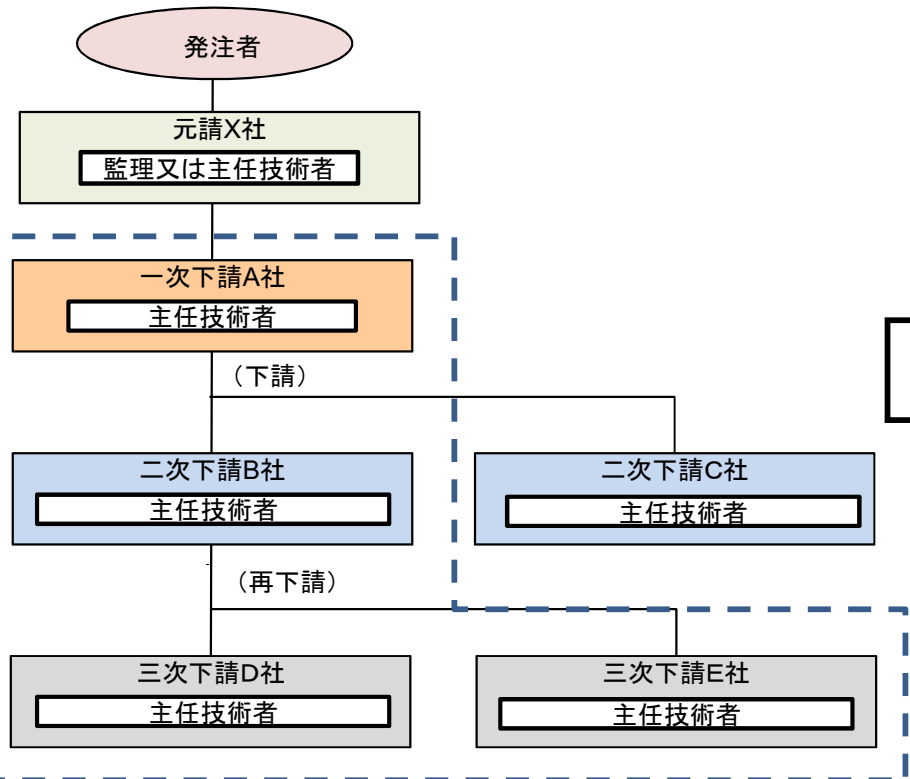 発注者
元請X社
監理又は主任技術者
一次下請A社
主任技術者
（下請）
二次下請B社
主任技術者
二次下請C社
主任技術者
（再下請）
三次下請D社
主任技術者
三次下請E社
主任技術者